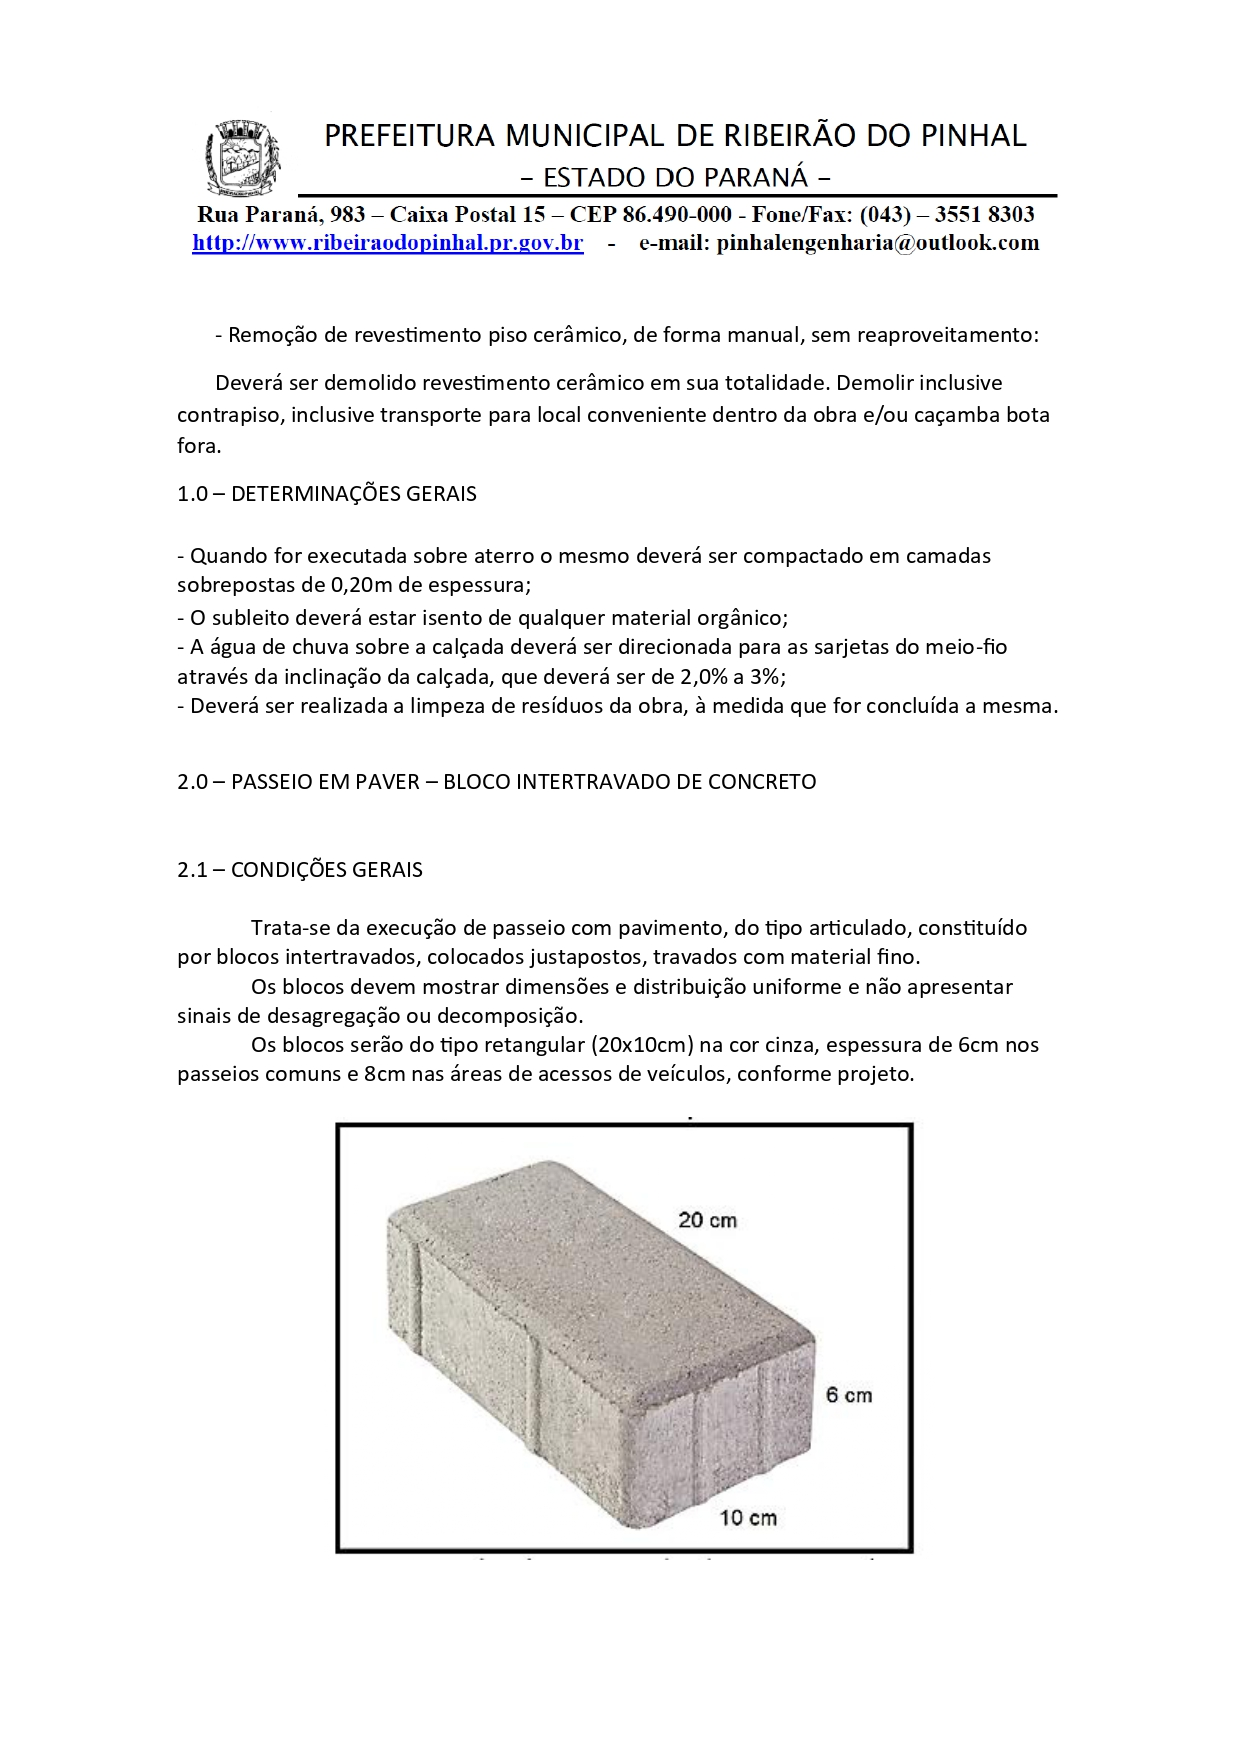 PREFEITURA MUNICIPAL DE RIBEIRÃO DO PINHAL
– ESTADO DO PARANÁ –
Rua Paraná, 983 – Caixa Postal 15 – CEP 86.490-000 - Fone/Fax: (043) – 3551 8303
http://www.ribeiraodopinhal.pr.gov.br - e-mail: pinhalengenharia@outlook.com
- Remoção de revestimento piso cerâmico, de forma manual, sem reaproveitamento:
Deverá ser demolido revestimento cerâmico em sua totalidade. Demolir inclusive
contrapiso, inclusive transporte para local conveniente dentro da obra e/ou caçamba bota
fora.
1.0 – DETERMINAÇÕES GERAIS
- Quando for executada sobre aterro o mesmo deverá ser compactado em camadas
sobrepostas de 0,20m de espessura;
- O subleito deverá estar isento de qualquer material orgânico;
- A água de chuva sobre a calçada deverá ser direcionada para as sarjetas do meio-fio
através da inclinação da calçada, que deverá ser de 2,0% a 3%;
- Deverá ser realizada a limpeza de resíduos da obra, à medida que for concluída a mesma.
2.0 – PASSEIO EM PAVER – BLOCO INTERTRAVADO DE CONCRETO
2.1 – CONDIÇÕES GERAIS
Trata-se da execução de passeio com pavimento, do tipo articulado, constituído
por blocos intertravados, colocados justapostos, travados com material fino.
Os blocos devem mostrar dimensões e distribuição uniforme e não apresentar
sinais de desagregação ou decomposição.
Os blocos serão do tipo retangular (20x10cm) na cor cinza, espessura de 6cm nos
passeios comuns e 8cm nas áreas de acessos de veículos, conforme projeto.
20 cm
6 cm
10 cm